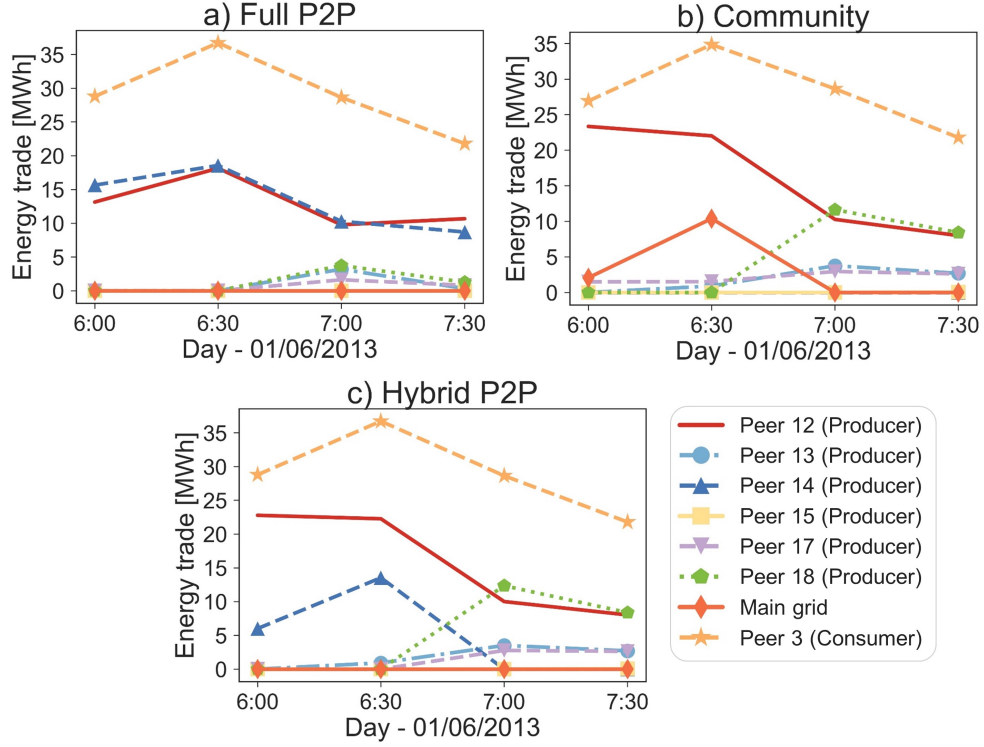 a) Full P2P
Energy trade [MWh]
35
30
25
20
15
10
5
0
6:00 6:30 7:00 7:30
Day - 01/06/2013
b) Community
Energy trade [MWh]
35
30
25
20
15
10
5
0
6:00 6:30 7:00 7:30
Day - 01/06/2013
c) Hybrid P2P
Energy trade [MWh]
35
30
25
20
15
10
5
0
6:00 6:30 7:00 7:30
Day - 01/06/2013
Peer 12 (Producer)
Peer 13 (Producer)
Peer 14 (Producer)
Peer 15 (Producer)
Peer 17 (Producer)
Peer 18 (Producer)
Main grid
Peer 3 (Consumer)